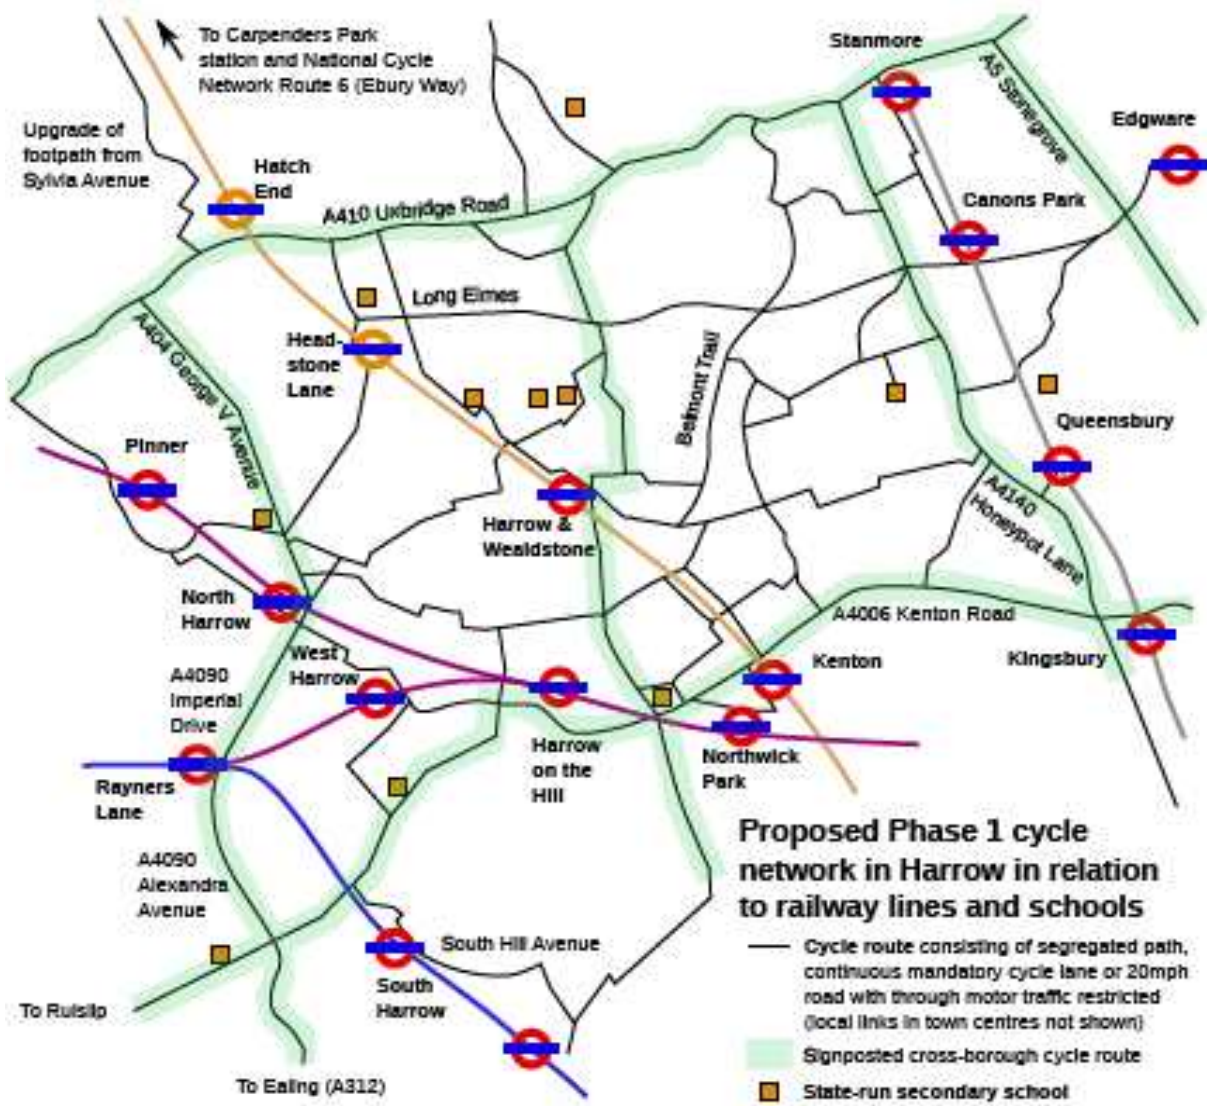 To Carpenders Park
station and National Cycle
Network Route 6 (Ebury Way)
Stanmore
A5 Stonegrove
Edgware
Upgrade of
footpath from
Sylvia Avenue
Hatch
End
A410 Uxbridge Road
Canons Park
Long Elmes
A404 George V Avenue
Head-
stone
Lane
Belmont Trail
Pinner
Queensbury
Harrow &
Wealdstone
A4140
Honeypot Lane
North
Harrow
A4006 Kenton Road
West
Harrow
Kenton
Kingsbury
A4090
Imperial
Drive
Rayners
Lane
Harrow
on the
Hill
Northwick
Park
A4090
Alexandra
Avenue
South Hill Avenue
South
Harrow
To Ruislip
To Ealing (A312)
Proposed Phase 1 cycle
network in Harrow in relation
to railway lines and schools
Cycle route consisting of segregated path,
continuous mandatory cycle lane or 20mph
road with through motor traffic restricted
(local links in town centres not shown)
Signposted cross-borough cycle route
State-run secondary school